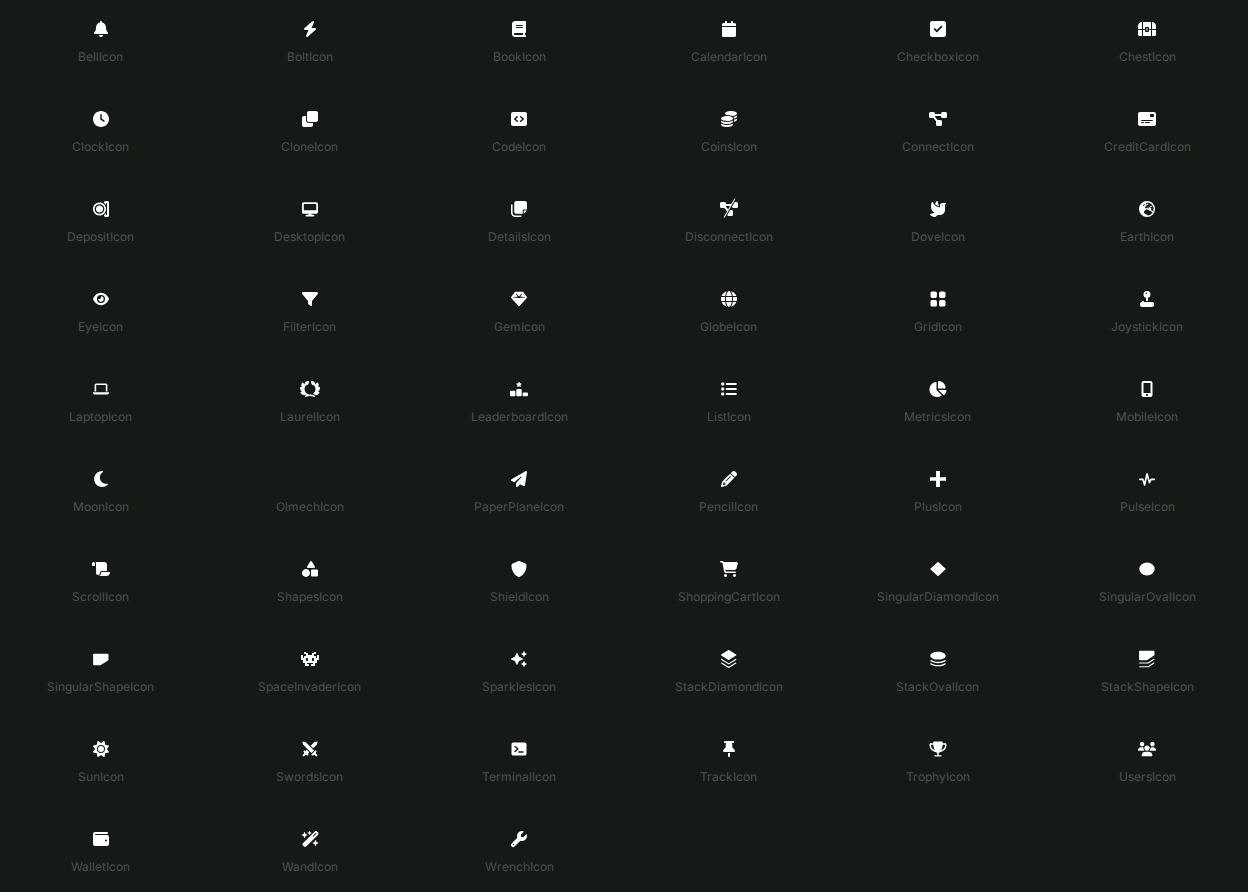 BellIcon BoltIcon BookIcon CalendarIcon CheckboxIcon ChestIcon
ClockIcon CloneIcon CodeIcon CoinsIcon ConnectIcon CreditCardIcon
DepositIcon DesktopIcon DetailsIcon DisconnectIcon DoveIcon EarthIcon
EyeIcon FilterIcon GemIcon GlobeIcon GridIcon JoystickIcon
LaptopIcon LaurelIcon LeaderboardIcon ListIcon MetricsIcon MobileIcon
MoonIcon OlmechIcon PaperPlaneIcon PencilIcon PlusIcon PulseIcon
ScrollIcon ShapesIcon ShieldIcon ShoppingCartIcon SingularDiamondIcon SingularOvalIcon
SingularShapeIcon SpaceInvaderIcon SparklesIcon StackDiamondIcon StackOvalIcon StackShapeIcon
SunIcon SwordsIcon TerminalIcon TrackIcon TrophyIcon UsersIcon
WalletIcon WandIcon WrenchIcon